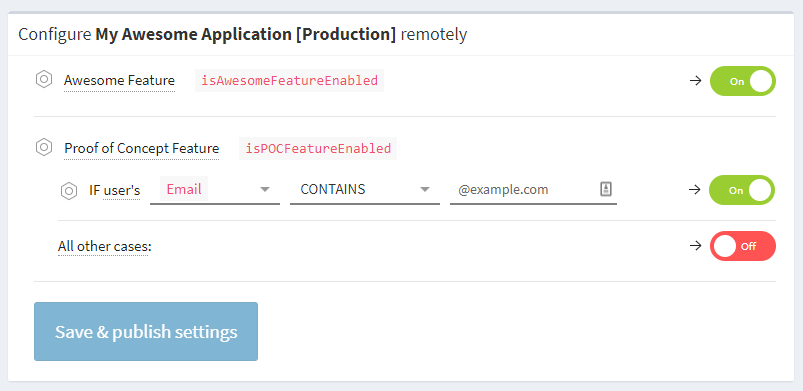 Configure My Awesome Application [Production] remotely
Awesome Feature isAwesomeFeatureEnabled On
Proof of Concept Feature isPOCFeatureEnabled
IF user's Email CONTAINS @example.com On
All other cases: Off
Save & publish settings